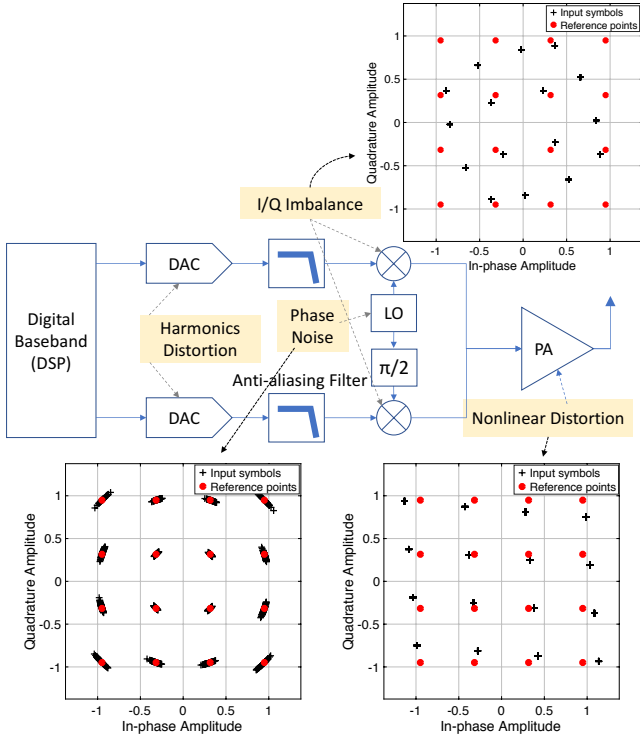 Input symbols
Reference points
Quadrature Amplitude
1
0.5
0
-0.5
-1
-1
-0.5
0
0.5
1
In-phase Amplitude
I/Q Imbalance
Digital
Baseband
(DSP)
DAC
Harmonics
Distortion
DAC
Phase
Noise
LO
π/2
Anti-aliasing Filter
PA
Nonlinear Distortion
Input symbols
Reference points
Quadrature Amplitude
1
0.5
0
-0.5
-1
-1
-0.5
0
0.5
1
In-phase Amplitude
Input symbols
Reference points
Quadrature Amplitude
1
0.5
0
-0.5
-1
-1
-0.5
0
0.5
1
In-phase Amplitude